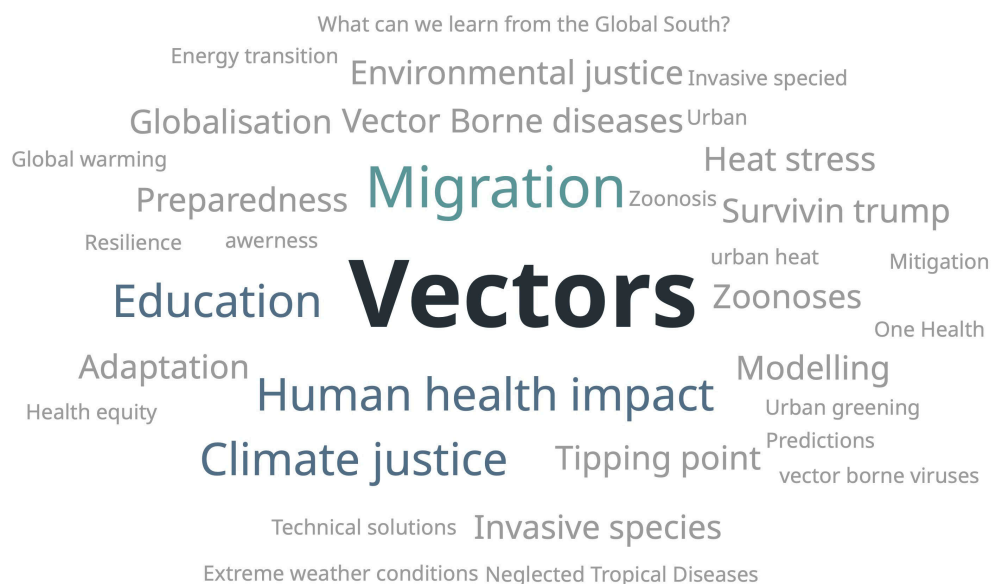 What can we learn from the Global South?
Energy transition
Environmental justice
Invasive specied
Globalisation
Vector Borne diseases
Urban
Global warming
Heat stress
Migration
Preparedness
Zoonosis
Survivin trump
Resilience
awerness
urban heat
Mitigation
Vectors
Education
Zoonoses
One Health
Adaptation
Modelling
Human health impact
Health equity
Urban greening
Predictions
Climate justice
Tipping point
vector borne viruses
Technical solutions
Invasive species
Extreme weather conditions
Neglected Tropical Diseases